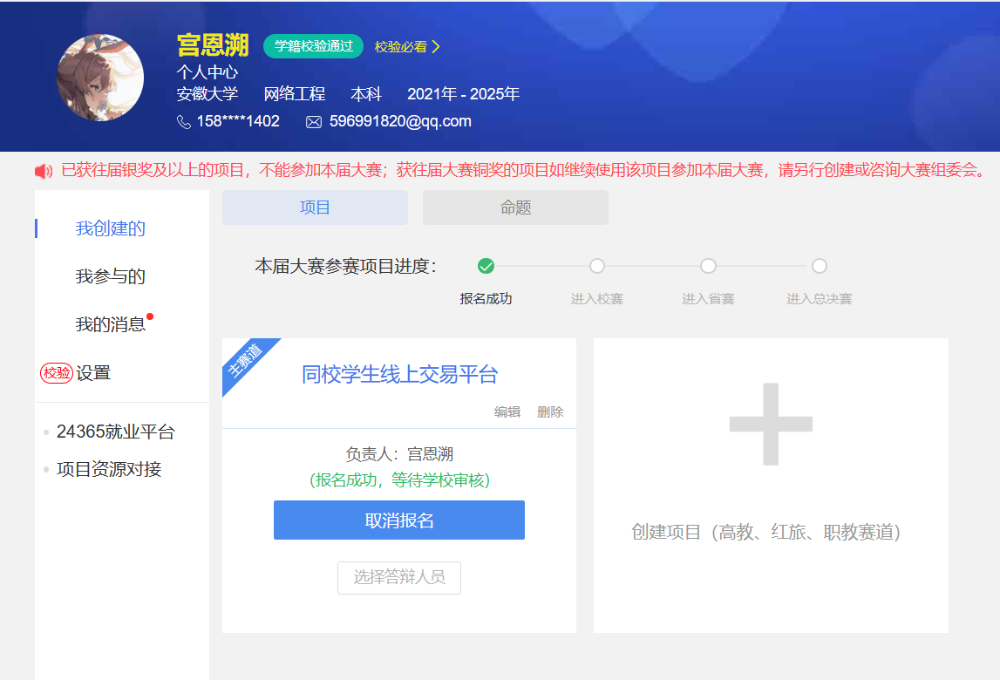 宫恩溯 学籍校验通过 校验必看
个人中心
安徽大学 网络工程 本科 2021年 - 2025年
158****1402 596991820@qq.com
已获往届银奖及以上的项目，不能参加本届大赛；获往届大赛铜奖的项目如继续使用该项目参加本届大赛，请另行创建或咨询大赛组委会。
我创建的
我参与的
我的消息
校验 设置
24365就业平台
项目资源对接
项目 命题
本届大赛参赛项目进度：
报名成功 进入校赛 进入省赛 进入总决赛
主赛道
同校学生线上交易平台
编辑 删除
负责人：宫恩溯
（报名成功，等待学校审核）
取消报名
选择答辩人员
创建项目（高教、红旅、职教赛道）